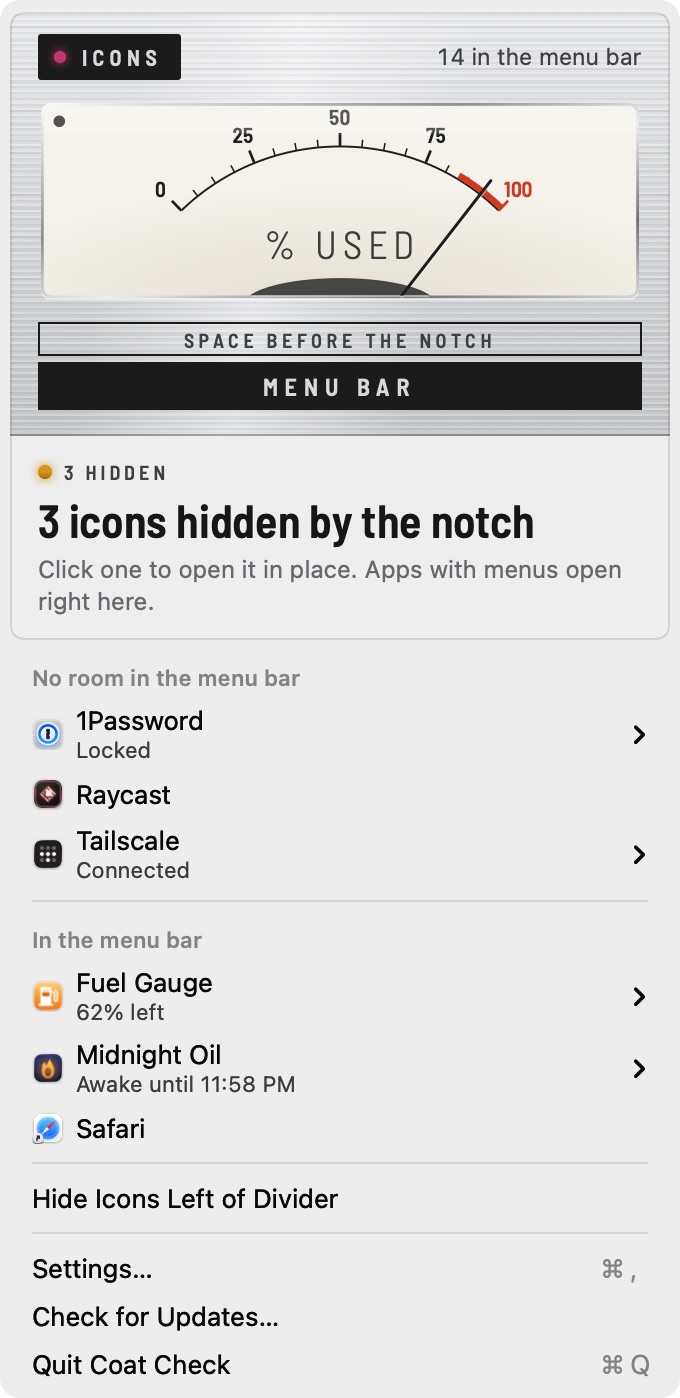 ICONS
14 in the menu bar
0
25
50
75
100
% USED
SPACE BEFORE THE NOTCH
MENU BAR
3 HIDDEN
3 icons hidden by the notch
Click one to open it in place. Apps with menus open
right here.
No room in the menu bar
1Password
Locked
Raycast
Tailscale
Connected
In the menu bar
Fuel Gauge
62% left
Midnight Oil
Awake until 11:58 PM
Safari
Hide Icons Left of Divider
Settings... ⌘ ,
Check for Updates...
Quit Coat Check ⌘ Q